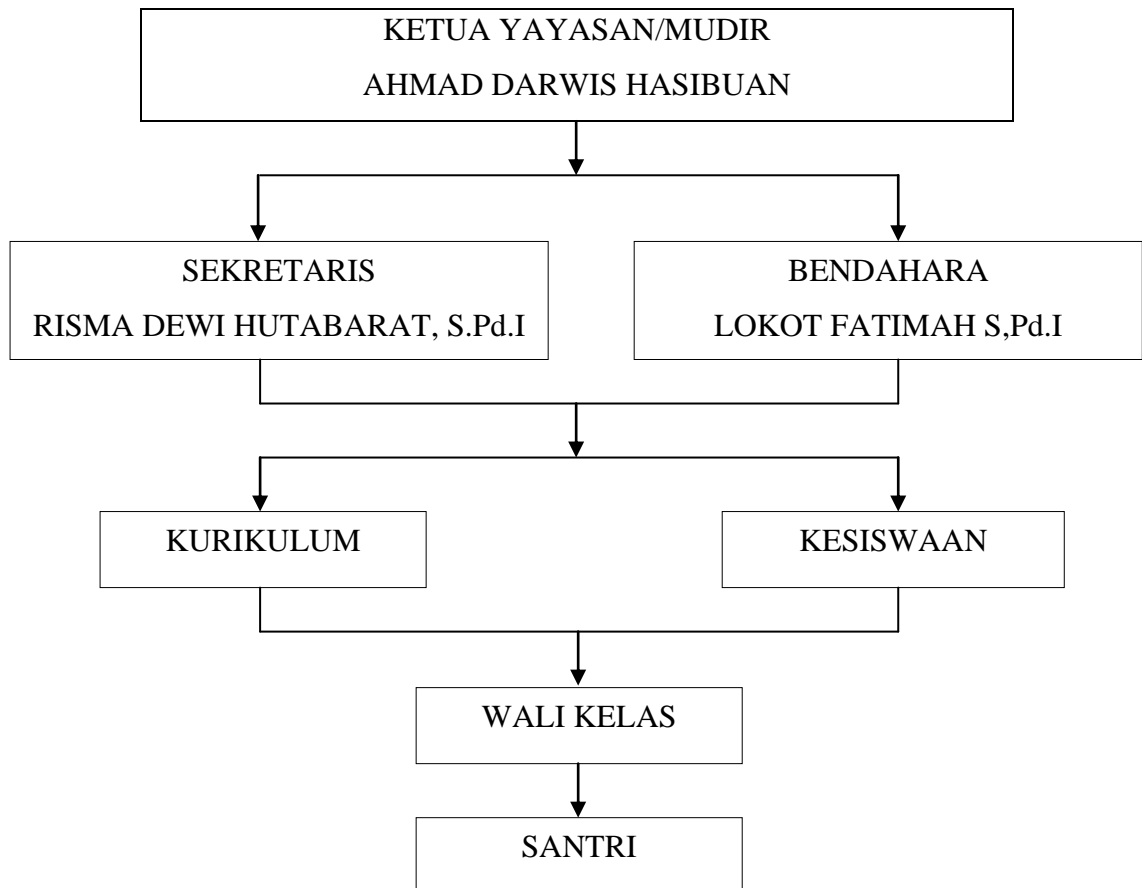 KETUA YAYASAN/MUDIR
AHMAD DARWIS HASIBUAN
SEKRETARIS
RISMA DEWI HUTABARAT, S.Pd.I
BENDAHARA
LOKOT FATIMAH S,Pd.I
KURIKULUM
KESISWAAN
WALI KELAS
SANTRI